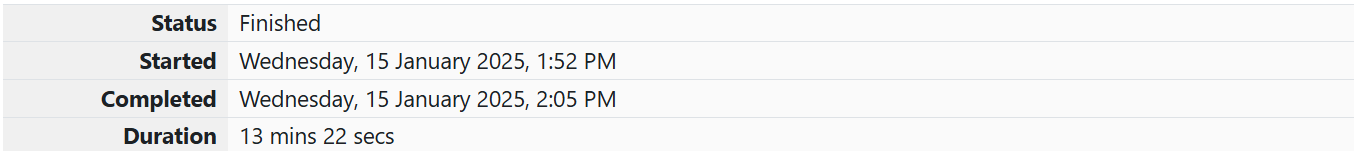 Status Finished
Started Wednesday, 15 January 2025, 1:52 PM
Completed Wednesday, 15 January 2025, 2:05 PM
Duration 13 mins 22 secs